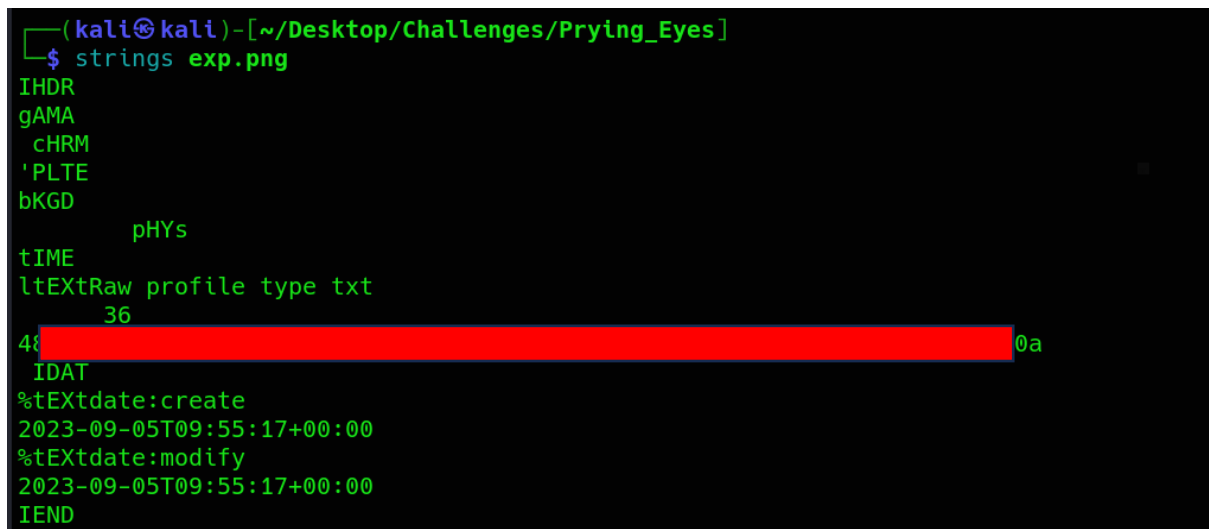 ┌──(kali㉿kali)-[~/Desktop/Challenges/Prying_Eyes]
└─$ strings exp.png
IHDR
gAMA
cHRM
'PLTE
bKGD
pHYs
tIME
ltEXtRaw profile type txt
36
48 0a
IDAT
%tEXtdate:create
2023-09-05T09:55:17+00:00
%tEXtdate:modify
2023-09-05T09:55:17+00:00
IEND